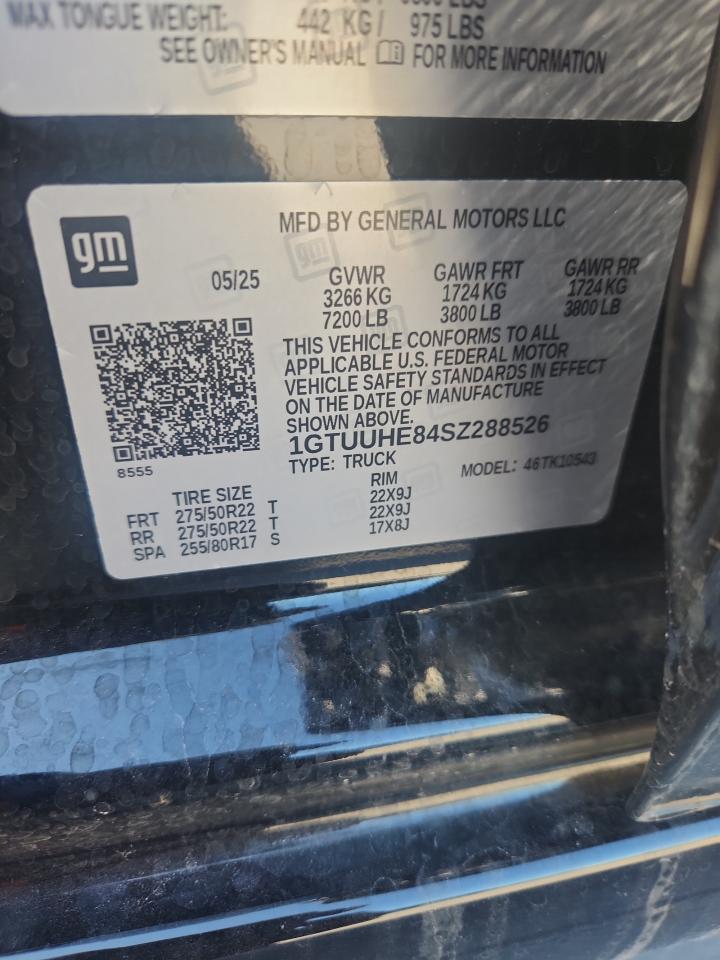 MAX TONGUE WEIGHT: 442 KG/ 975 LBS
SEE OWNER'S MANUAL FOR MORE INFORMATION
gm
MFD BY GENERAL MOTORS LLC
05/25 GVWR GAWR FRT GAWR RR
3266 KG 1724 KG 1724 KG
7200 LB 3800 LB 3800 LB
THIS VEHICLE CONFORMS TO ALL
APPLICABLE U.S. FEDERAL MOTOR
VEHICLE SAFETY STANDARDS IN EFFECT
ON THE DATE OF MANUFACTURE
SHOWN ABOVE.
1GTUUHE84SZ288526
8555
TYPE: TRUCK MODEL: 46TK10543
TIRE SIZE RIM
FRT 275/50R22 T 22X9J
RR 275/50R22 T 22X9J
SPA 255/80R17 S 17X8J